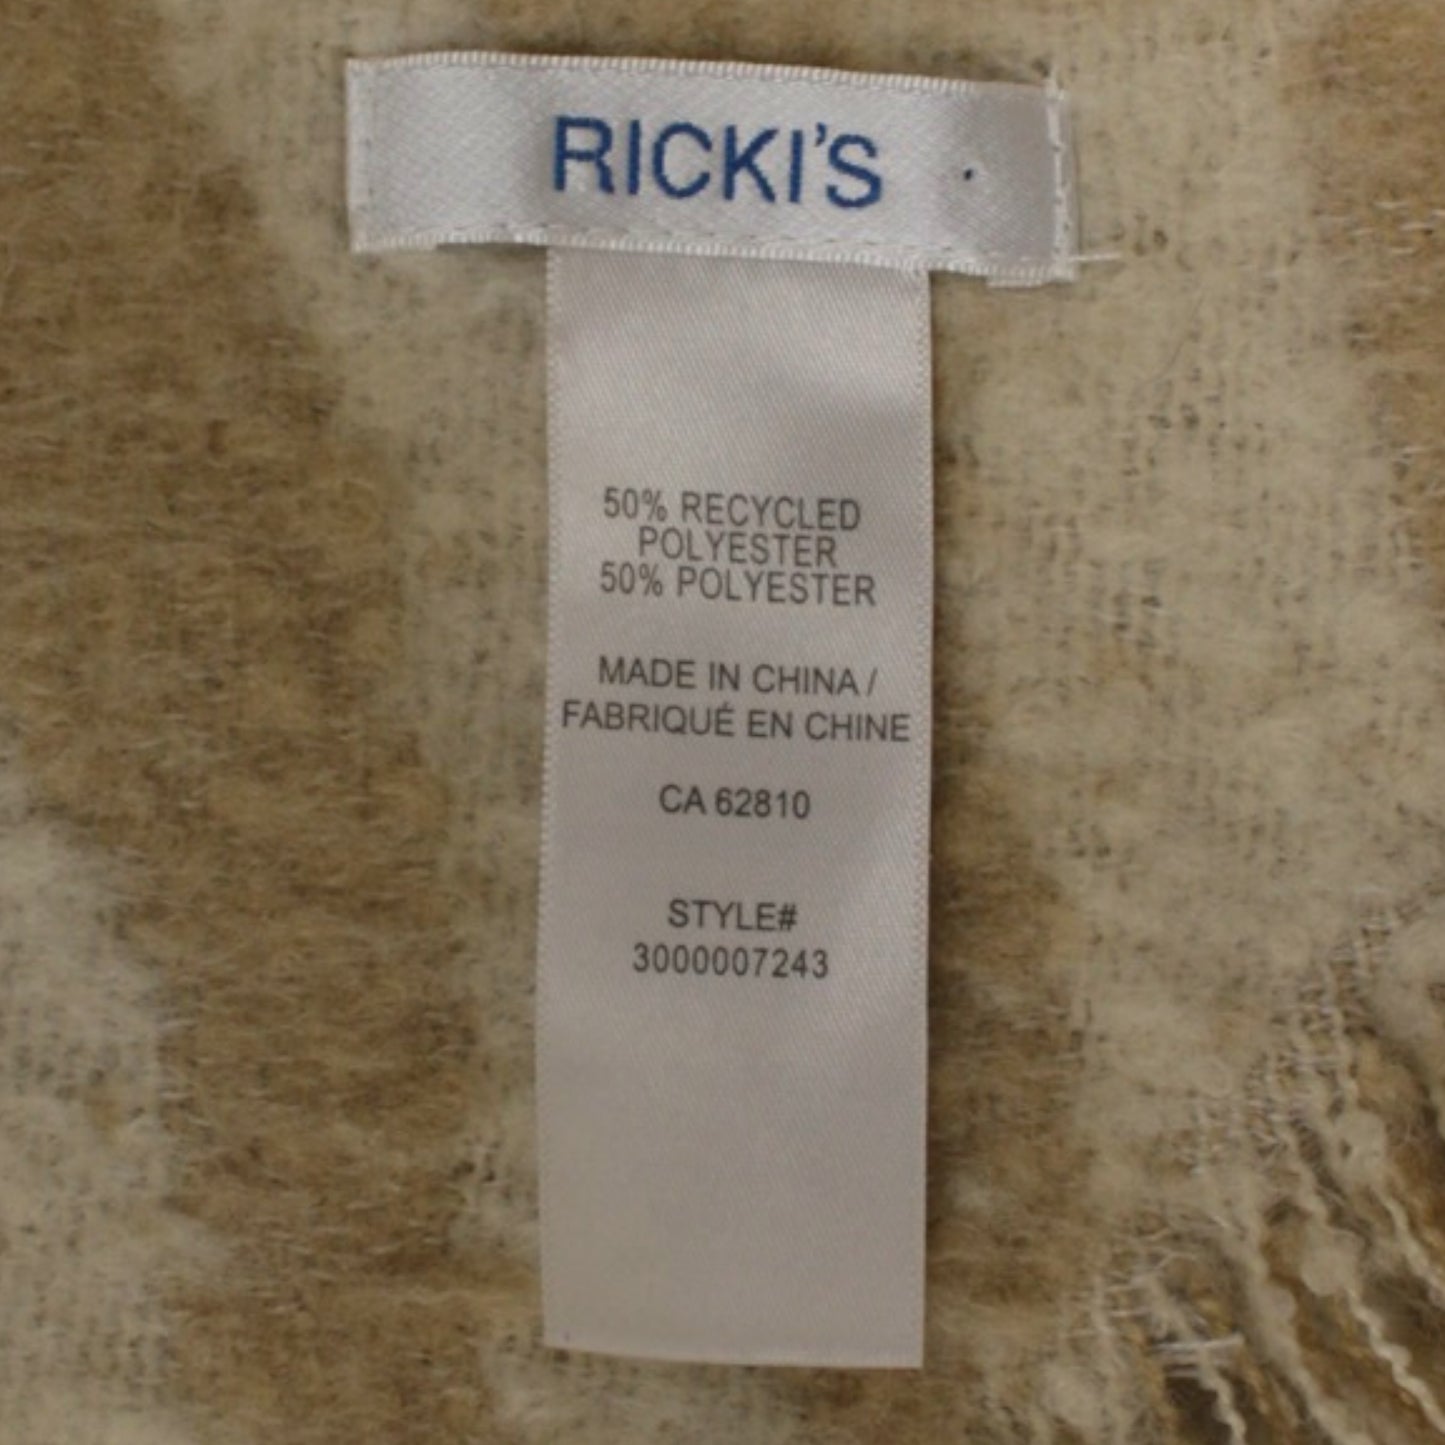 RICKI'S
50% RECYCLED
POLYESTER
50% POLYESTER
MADE IN CHINA /
FABRIQUÉ EN CHINE
CA 62810
STYLE#
3000007243